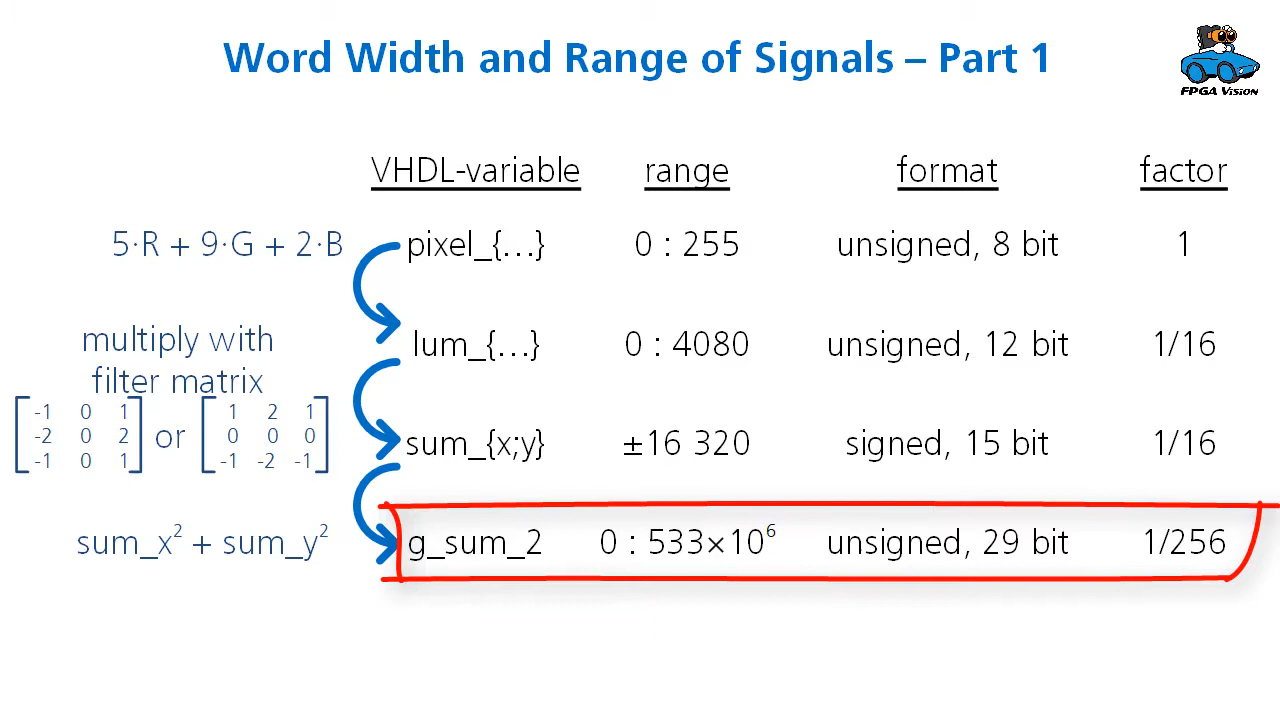 Word Width and Range of Signals – Part 1
FPGA Vision
VHDL-variable range format factor
5·R + 9·G + 2·B pixel_{...} 0 : 255 unsigned, 8 bit 1
multiply with
filter matrix
lum_{...} 0 : 4080 unsigned, 12 bit 1/16
-1 0 1 1 2 1
-2 0 2 or 0 0 0
-1 0 1 -1 -2 -1
sum_{x;y} ±16 320 signed, 15 bit 1/16
sum_x² + sum_y² g_sum_2 0 : 533×10⁶ unsigned, 29 bit 1/256